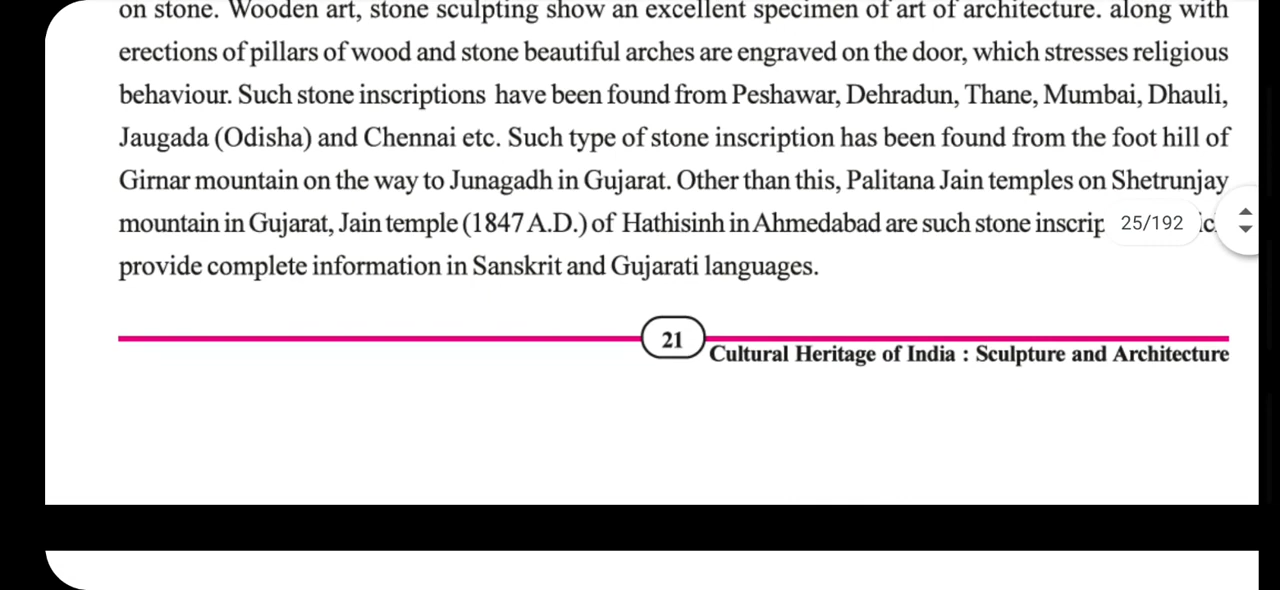 on stone. Wooden art, stone sculpting show an excellent specimen of art of architecture. along with
erections of pillars of wood and stone beautiful arches are engraved on the door, which stresses religious
behaviour. Such stone inscriptions have been found from Peshawar, Dehradun, Thane, Mumbai, Dhauli,
Jaugada (Odisha) and Chennai etc. Such type of stone inscription has been found from the foot hill of
Girnar mountain on the way to Junagadh in Gujarat. Other than this, Palitana Jain temples on Shetrunjay
mountain in Gujarat, Jain temple (1847 A.D.) of Hathisinh in Ahmedabad are such stone
25/192
provide complete information in Sanskrit and Gujarati languages.
21
Cultural Heritage of India : Sculpture and Architecture